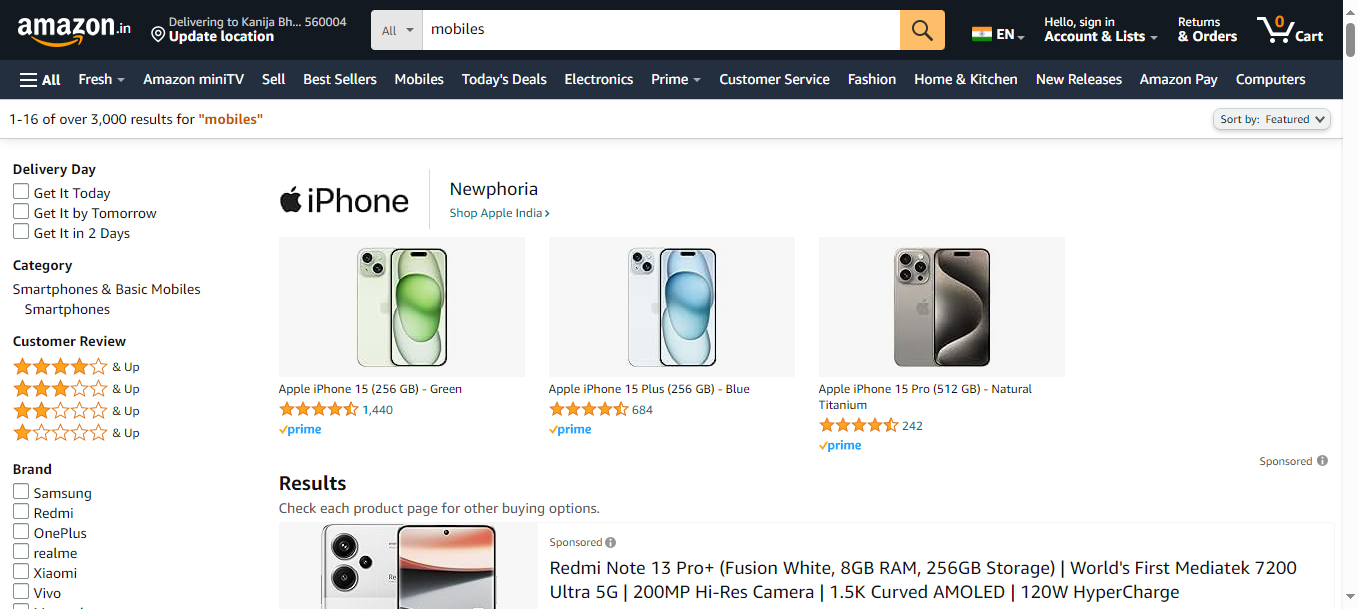 amazon.in
Delivering to Kanija Bh... 560004
Update location
All
mobiles
EN
Hello, sign in
Account & Lists
Returns
& Orders
0
Cart
All
Fresh
Amazon miniTV
Sell
Best Sellers
Mobiles
Today's Deals
Electronics
Prime
Customer Service
Fashion
Home & Kitchen
New Releases
Amazon Pay
Computers
1-16 of over 3,000 results for "mobiles"
Sort by: Featured
Delivery Day
Get It Today
Get It by Tomorrow
Get It in 2 Days
Category
Smartphones & Basic Mobiles
Smartphones
Customer Review
& Up
& Up
& Up
& Up
Brand
Samsung
Redmi
OnePlus
realme
Xiaomi
Vivo
iPhone
Newphoria
Shop Apple India
Apple iPhone 15 (256 GB) - Green
1,440
prime
Apple iPhone 15 Plus (256 GB) - Blue
684
prime
Apple iPhone 15 Pro (512 GB) - Natural
Titanium
242
prime
Sponsored
Results
Check each product page for other buying options.
Sponsored
Redmi Note 13 Pro+ (Fusion White, 8GB RAM, 256GB Storage) | World's First Mediatek 7200
Ultra 5G | 200MP Hi-Res Camera | 1.5K Curved AMOLED | 120W HyperCharge